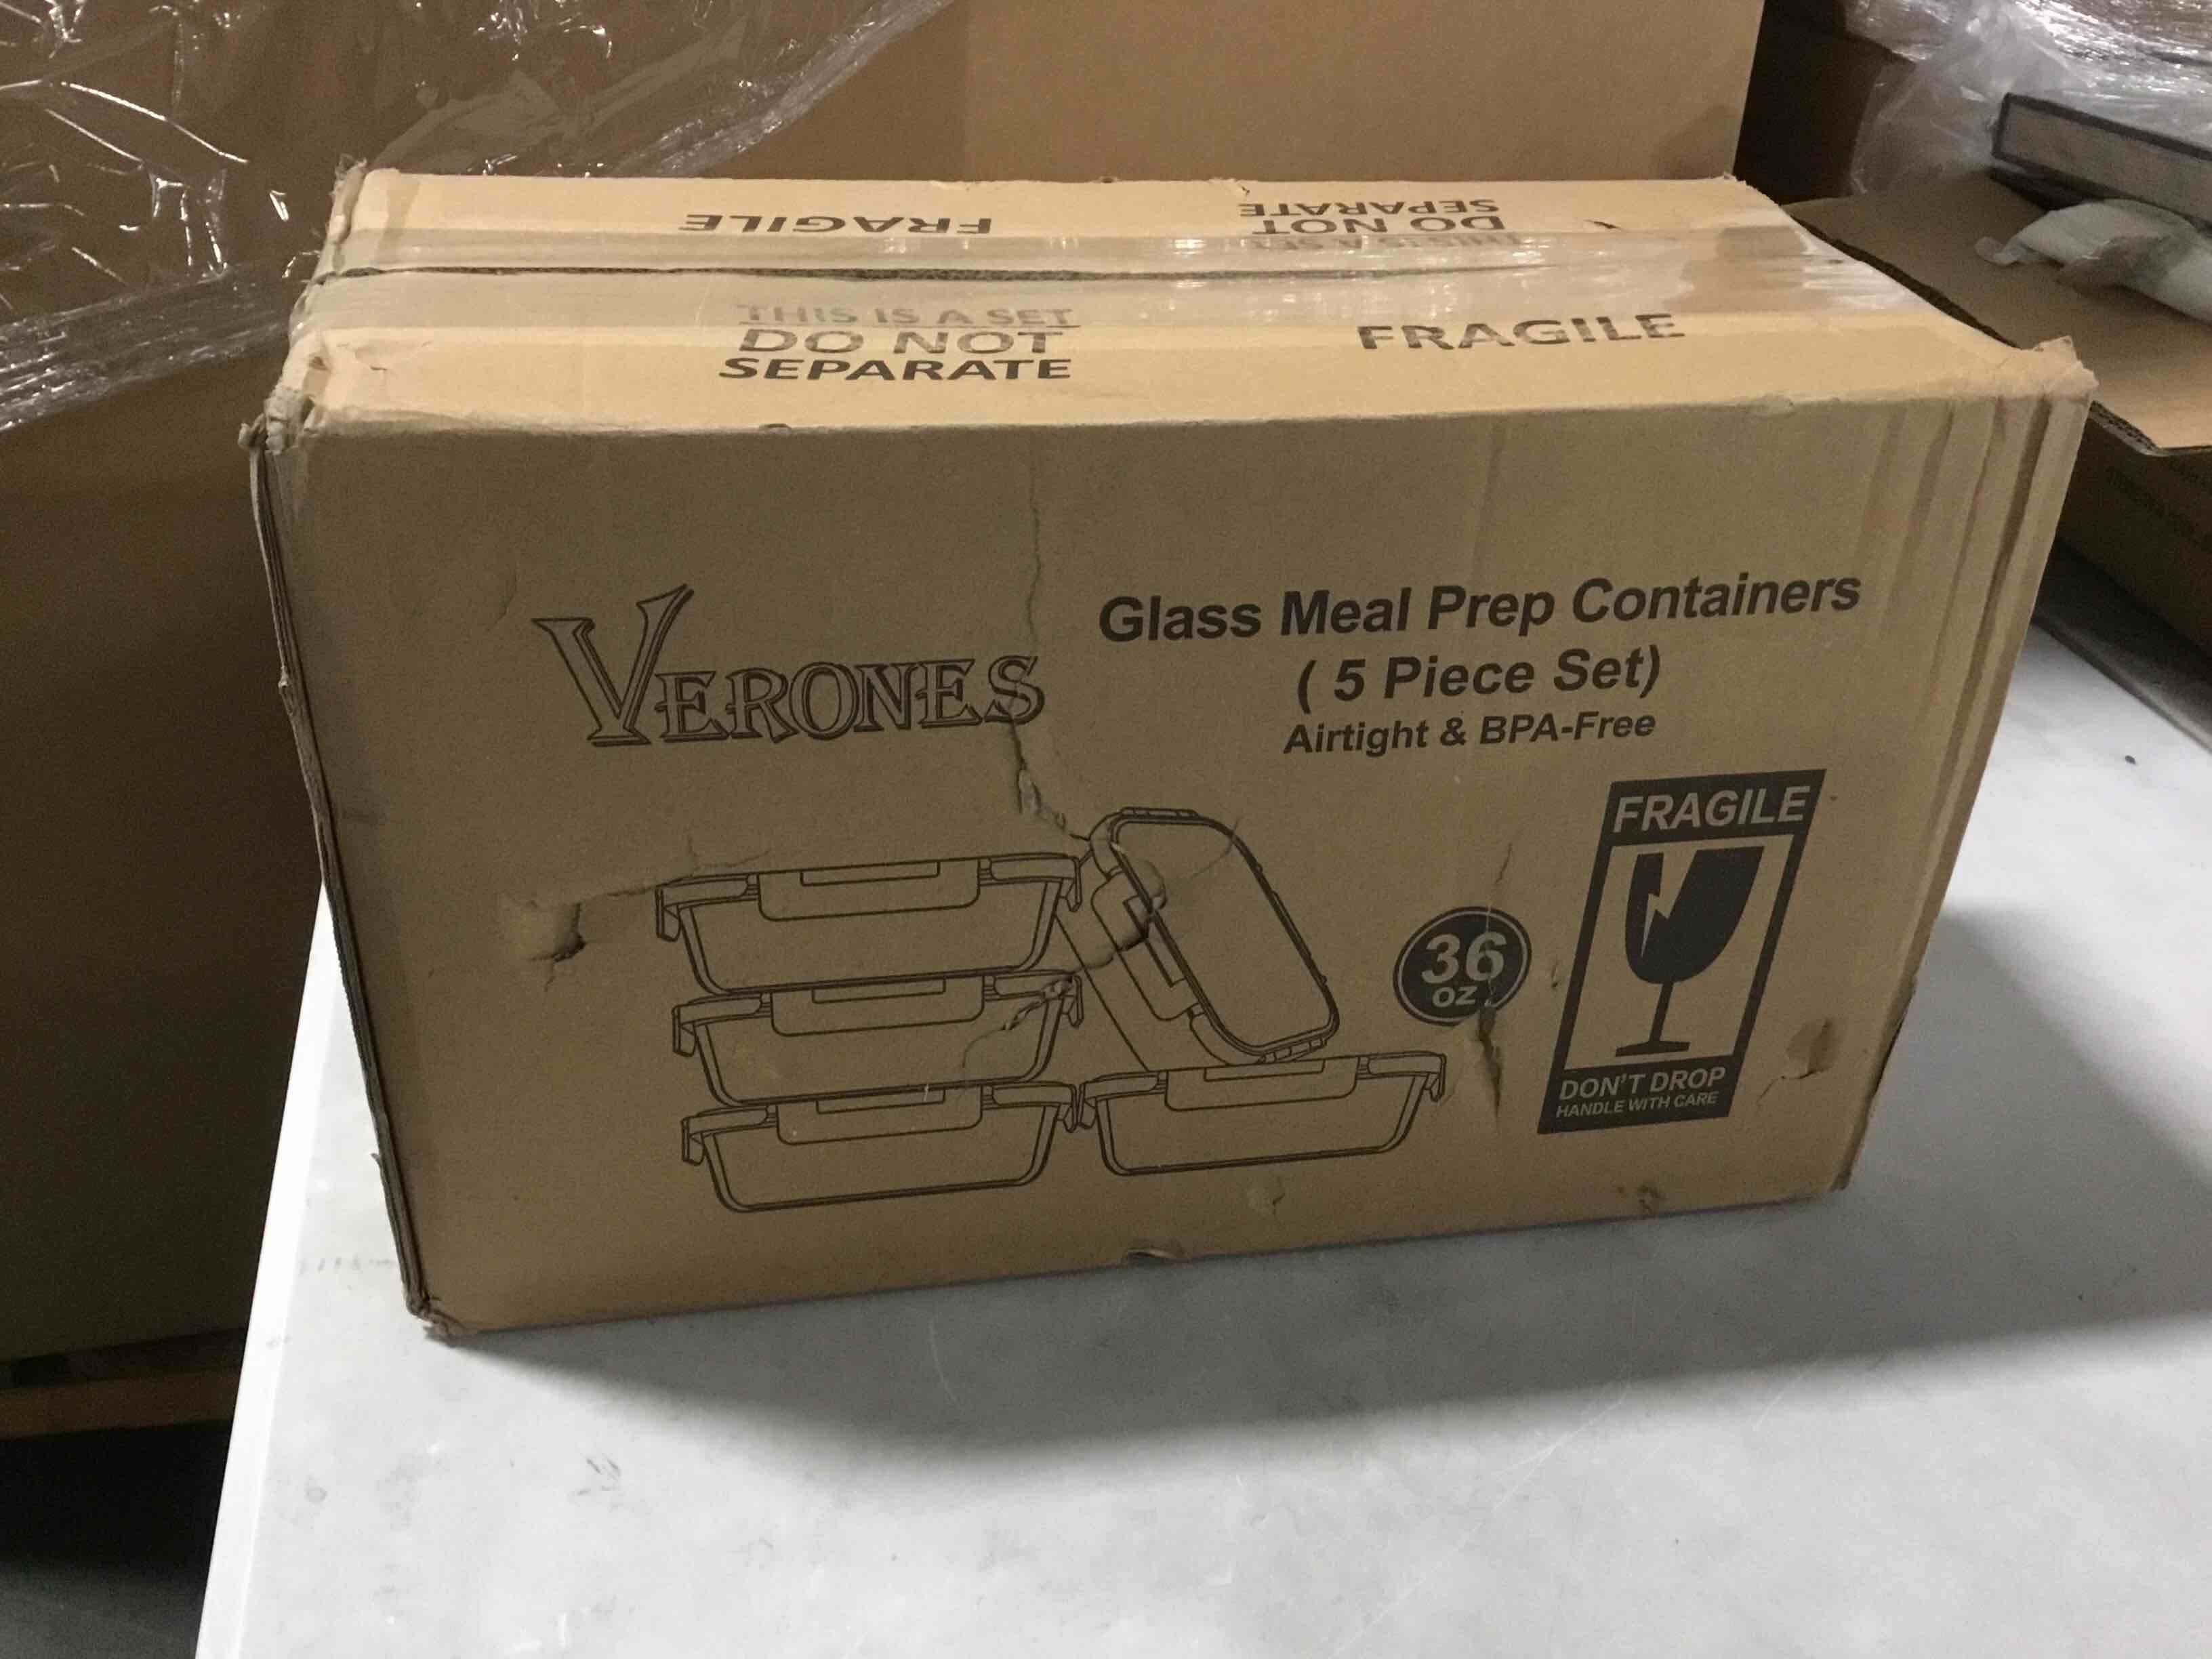 FRAGILE
DO NOT
SEPARATE
THIS IS A SET
THIS IS A SET
DO NOT
SEPARATE
FRAGILE
VERONES
Glass Meal Prep Containers
( 5 Piece Set)
Airtight & BPA-Free
36
OZ
FRAGILE
DON'T DROP
HANDLE WITH CARE